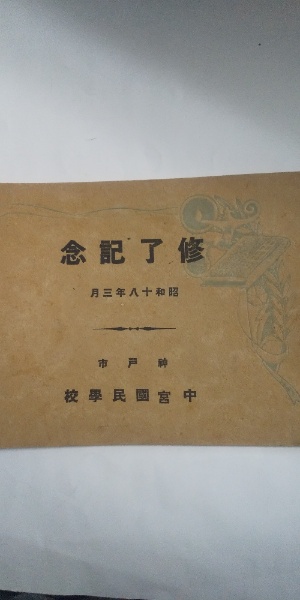 修了記念
昭和十八年三月
神戸市
中宮國民學校